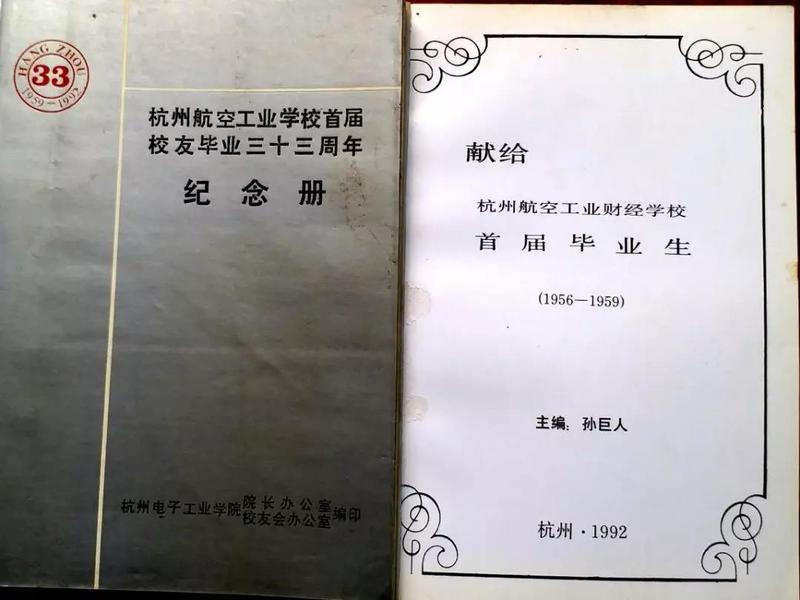 HANG ZHOU
33
1959-1992
杭州航空工业学校首届
校友毕业三十三周年
纪念册
杭州电子工业学院院长办公室校友会办公室编印
献给
杭州航空工业财经学校
首届毕业生
(1956-1959)
主编：孙巨人
杭州·1992